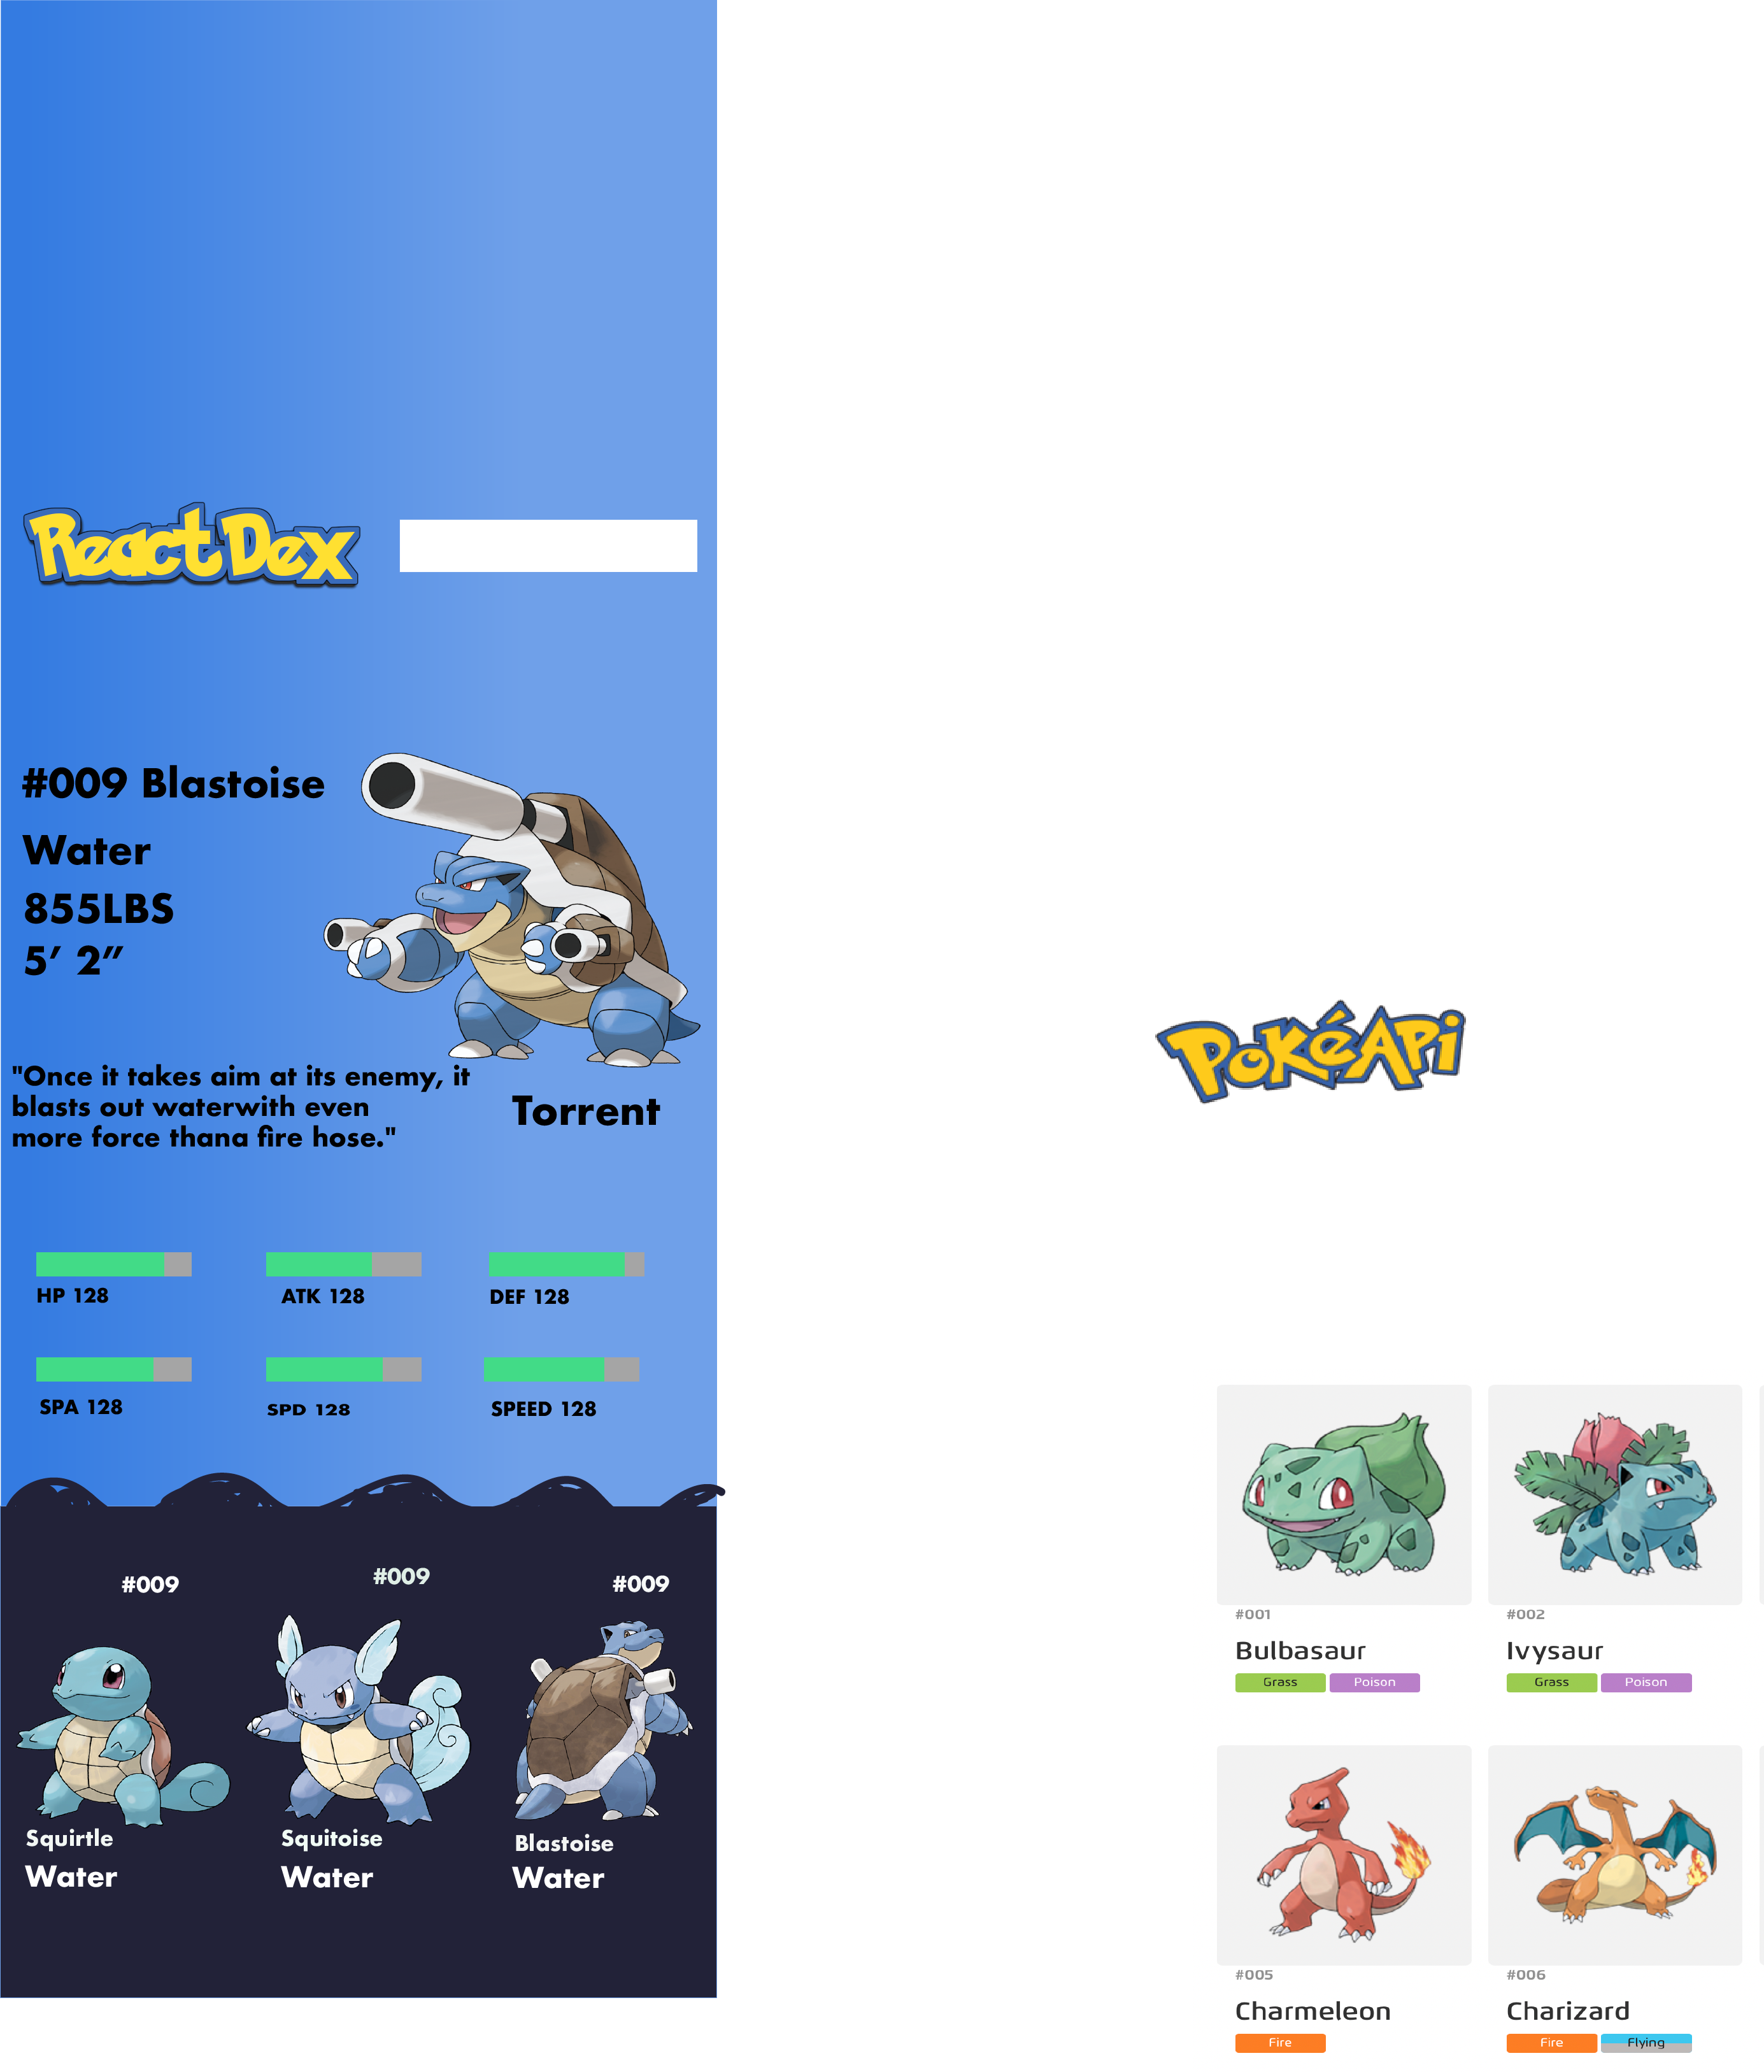 ReactDex
#009 Blastoise
Water
855LBS
5’ 2”
"Once it takes aim at its enemy, it
blasts out waterwith even
more force thana fire hose."
Torrent
HP 128
ATK 128
DEF 128
SPA 128
SPD 128
SPEED 128
#009
#009
#009
Squirtle
Squitoise
Blastoise
Water
Water
Water
PokéAPi
#001
#002
Bulbasaur
Ivysaur
Grass Poison
Grass Poison
#005
#006
Charmeleon
Charizard
Fire
Fire Flying